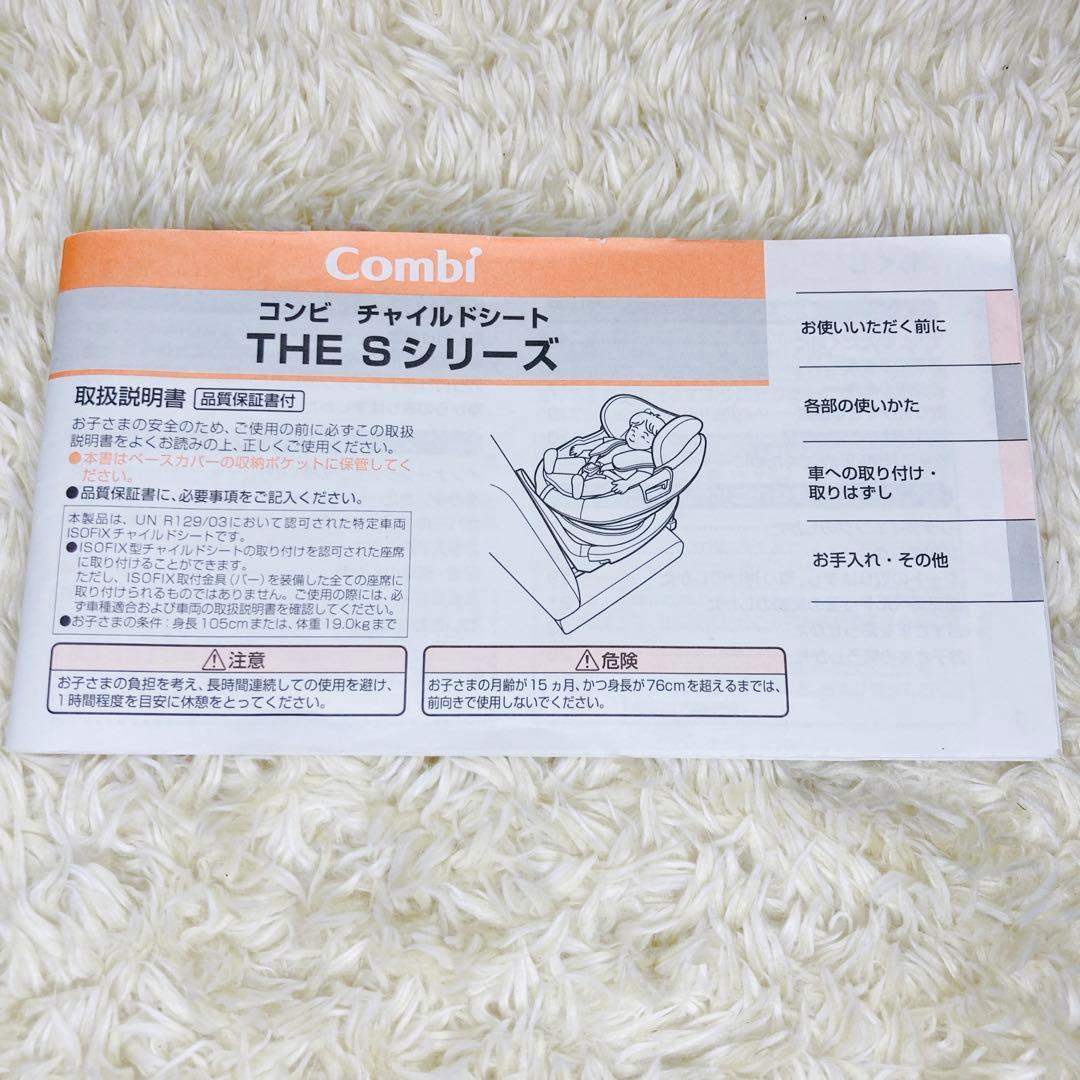 Combi
コンビ チャイルドシート
THE Sシリーズ
取扱説明書 品質保証書付
お子さまの安全のため、ご使用の前に必ずこの取扱
説明書をよくお読みの上、正しくご使用ください。
●本書はベースカバーの収納ポケットに保管してく
ださい。
●品質保証書に、必要事項をご記入ください。
本製品は、UN R129/03において認可された特定車両
ISOFIXチャイルドシートです。
●ISOFIX型チャイルドシートの取り付けを認可された座席
に取り付けることができます。
ただし、ISOFIX取付金具(バー)を装備した全ての座席に
取り付けられるものではありません。ご使用の際には、必
ず車種適合および車両の取扱説明書を確認してください。
●お子さまの条件：身長105cmまたは、体重19.0kgまで
⚠注意
お子さまの負担を考え、長時間連続しての使用を避け、
1時間程度を目安に休憩をとってください。
⚠危険
お子さまの月齢が15ヵ月、かつ身長が76cmを超えるまでは、
前向きで使用しないでください。
お使いいただく前に
各部の使いかた
車への取り付け・
取りはずし
お手入れ・その他